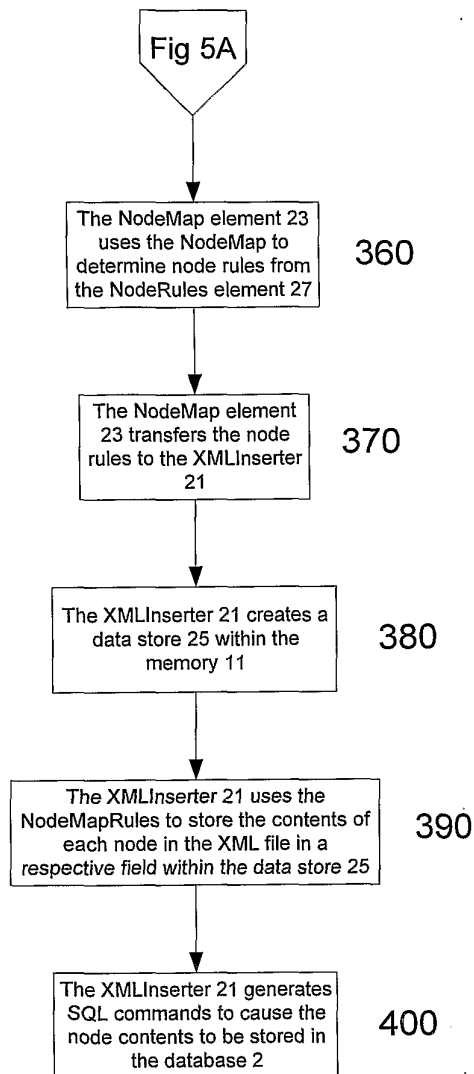 Fig 5A
The NodeMap element 23
uses the NodeMap to
determine node rules from
the NodeRules element 27
360
The NodeMap element
23 transfers the node
rules to the XMLInserter
21
370
The XMLInserter 21 creates a
data store 25 within the
memory 11
380
The XMLInserter 21 uses the
NodeMapRules to store the contents of
each node in the XML file in a
respective field within the data store 25
390
The XMLInserter 21 generates
SQL commands to cause the
node contents to be stored in
the database 2
400